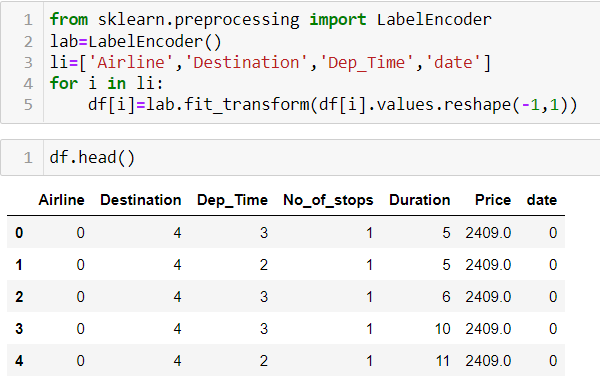 1 from sklearn.preprocessing import LabelEncoder
2 lab=LabelEncoder()
3 li=['Airline','Destination','Dep_Time','date']
4 for i in li:
5     df[i]=lab.fit_transform(df[i].values.reshape(-1,1))
1 df.head()
Airline Destination Dep_Time No_of_stops Duration Price date
0 0 4 3 1 5 2409.0 0
1 0 4 2 1 5 2409.0 0
2 0 4 3 1 6 2409.0 0
3 0 4 3 1 10 2409.0 0
4 0 4 2 1 11 2409.0 0